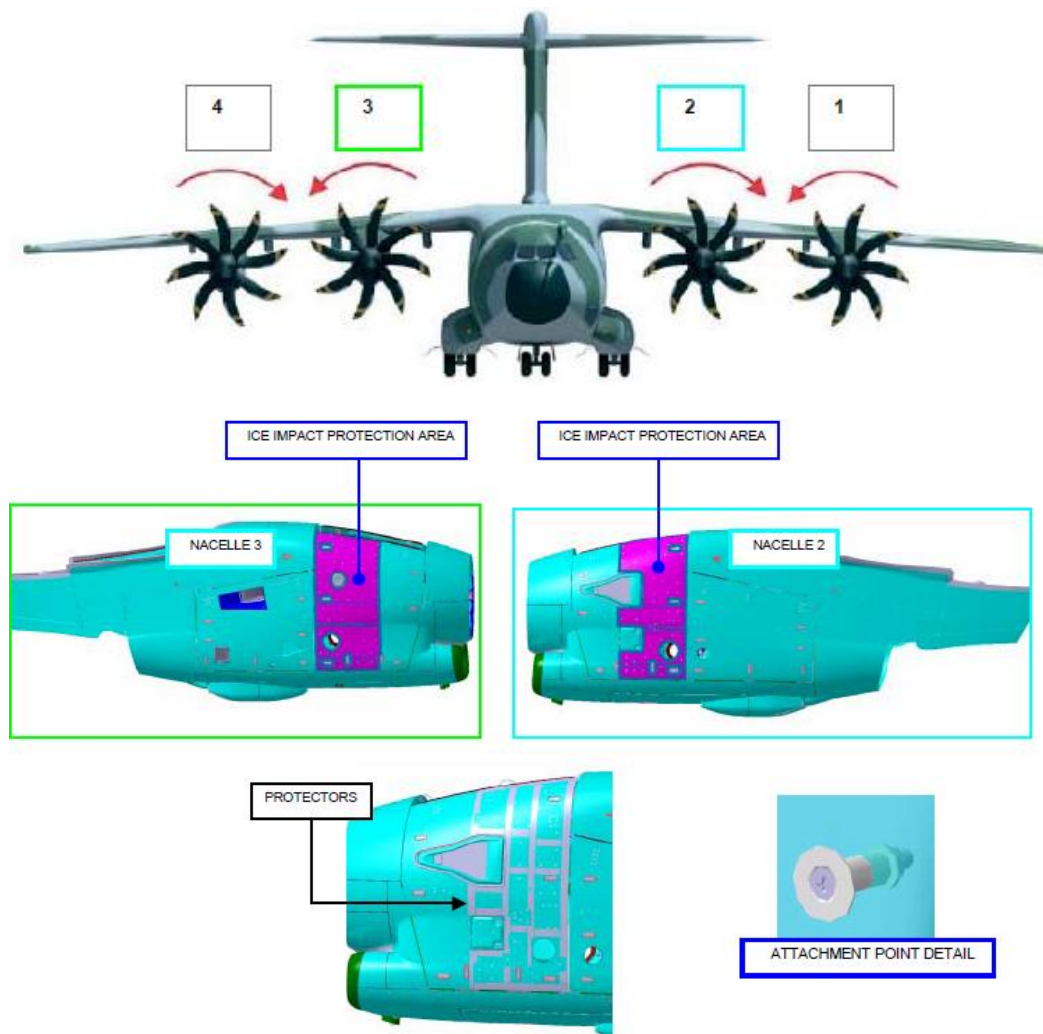 4
3
2
1
ICE IMPACT PROTECTION AREA
ICE IMPACT PROTECTION AREA
NACELLE 3
NACELLE 2
PROTECTORS
ATTACHMENT POINT DETAIL